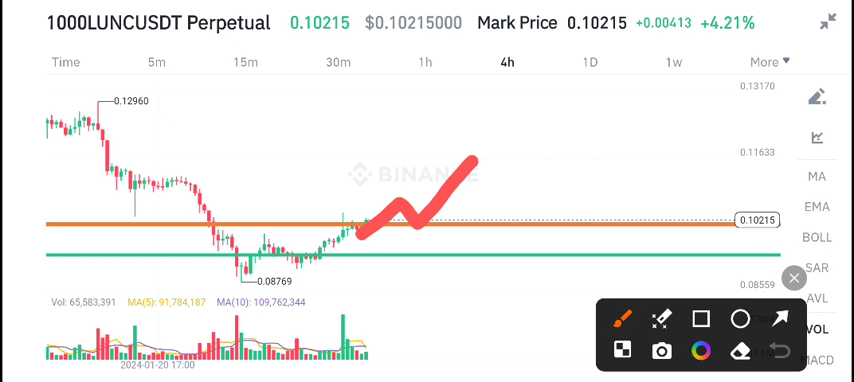 1000LUNCUSDT Perpetual 0.10215 $0.10215000 Mark Price 0.10215 +0.00413 +4.21%
Time 5m 15m 30m 1h 4h 1D 1w More
0.13170
0.12960
0.11633
MA
BINANCE
EMA
0.10215
BOLL
SAR
0.08769
0.08559
AVL
Vol: 65,583,391 MA(5): 91,784,187 MA(10): 109,762,344
VOL
MACD
2024-01-20 17:00